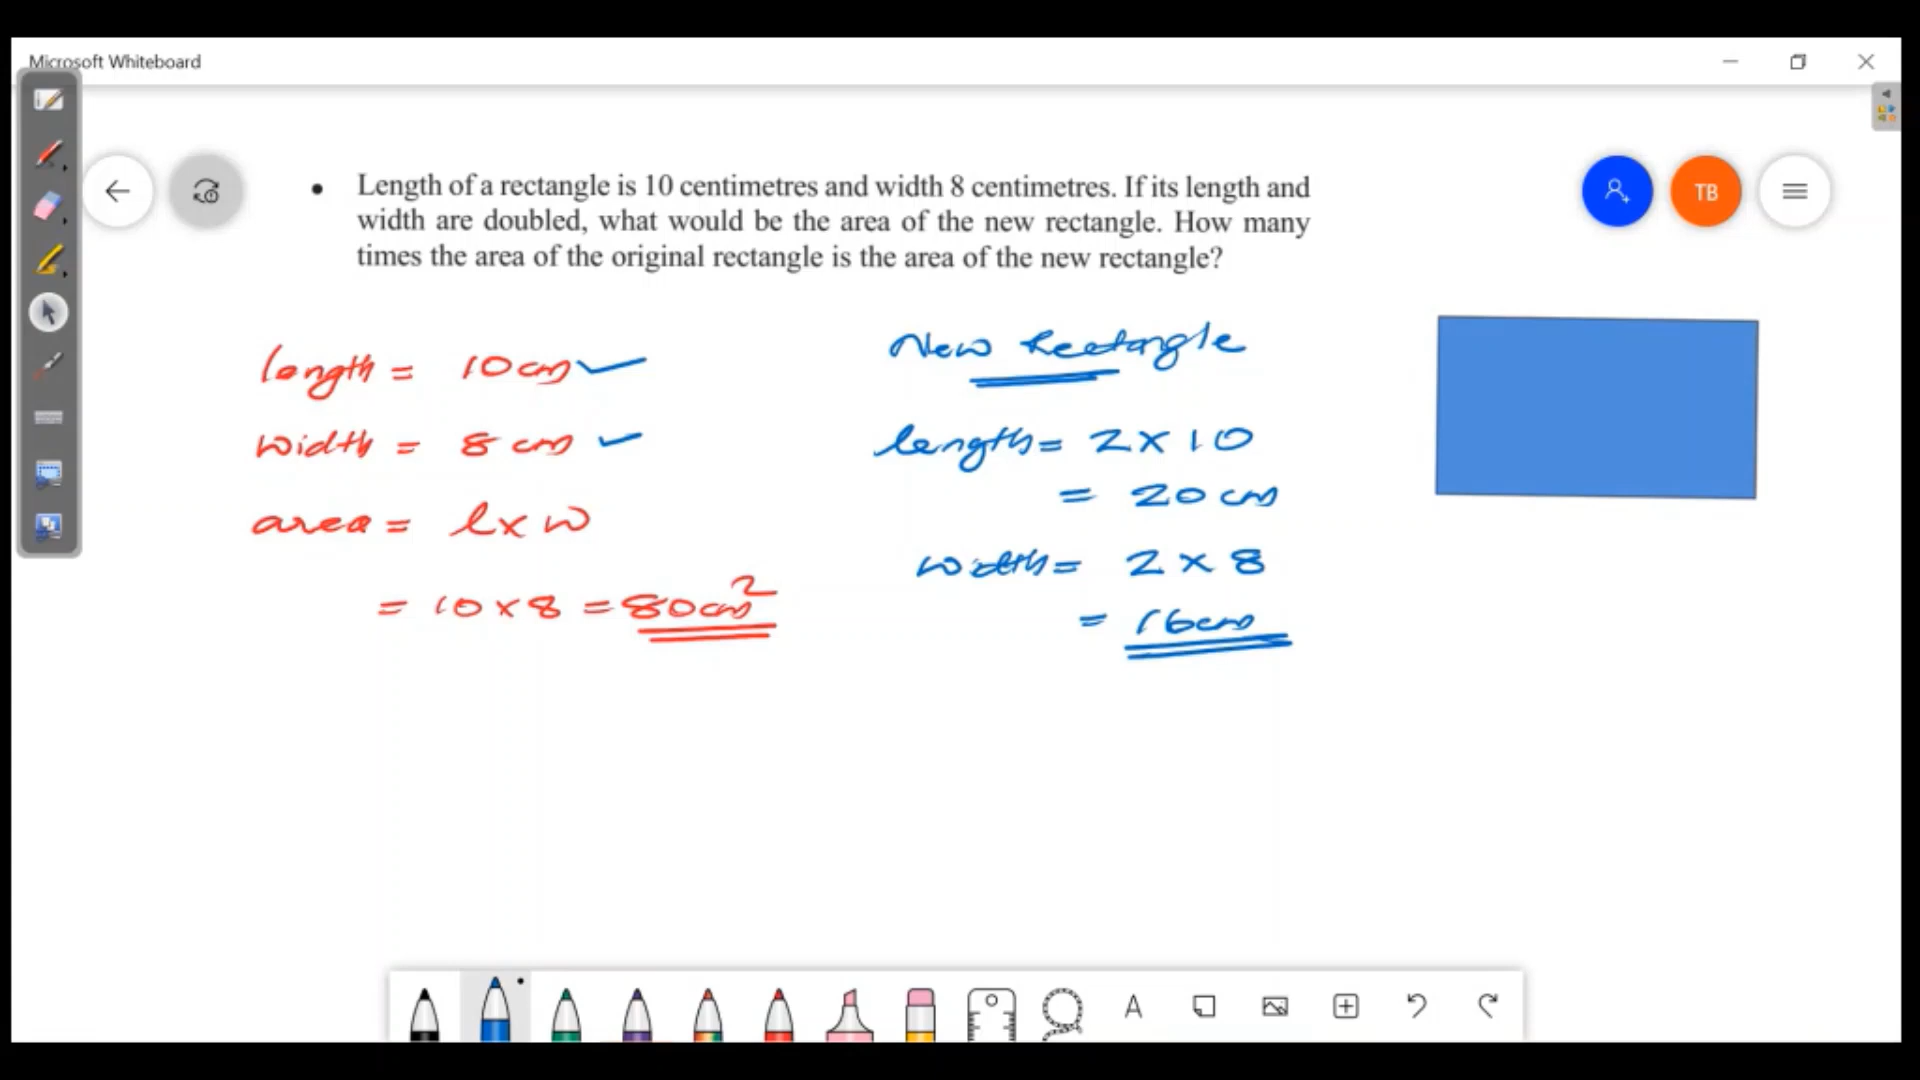 Microsoft Whiteboard
TB
• Length of a rectangle is 10 centimetres and width 8 centimetres. If its length and
width are doubled, what would be the area of the new rectangle. How many
times the area of the original rectangle is the area of the new rectangle?
length = 10cm
width = 8 cm
area = l x w
= 10 x 8 = 80cm²
New Rectangle
length = 2 x 10
= 20 cm
width = 2 x 8
= 16cm
A